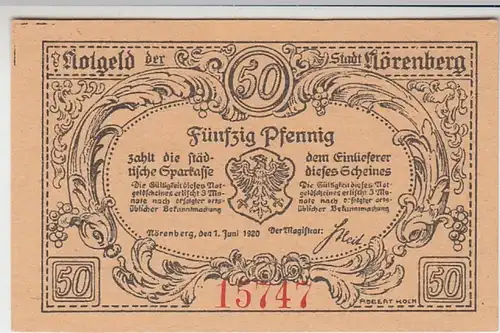 Notgeld der Stadt Nörenberg
50
Fünfzig Pfennig
zahlt die städ-
tische Sparkasse
Die Gültigkeit dieses Not-
geldscheines erlischt 3 Mo-
nate nach erfolgter orts-
üblicher Bekanntmachung
dem Einlieferer
dieses Scheines
Die Gültigkeit dieses Not-
geldscheines erlischt 3 Mo-
nate nach erfolgter orts-
üblicher Bekanntmachung
Nörenberg, den 1. Juni 1920 Der Magistrat:
50
15747
50
ROBERT KOCH